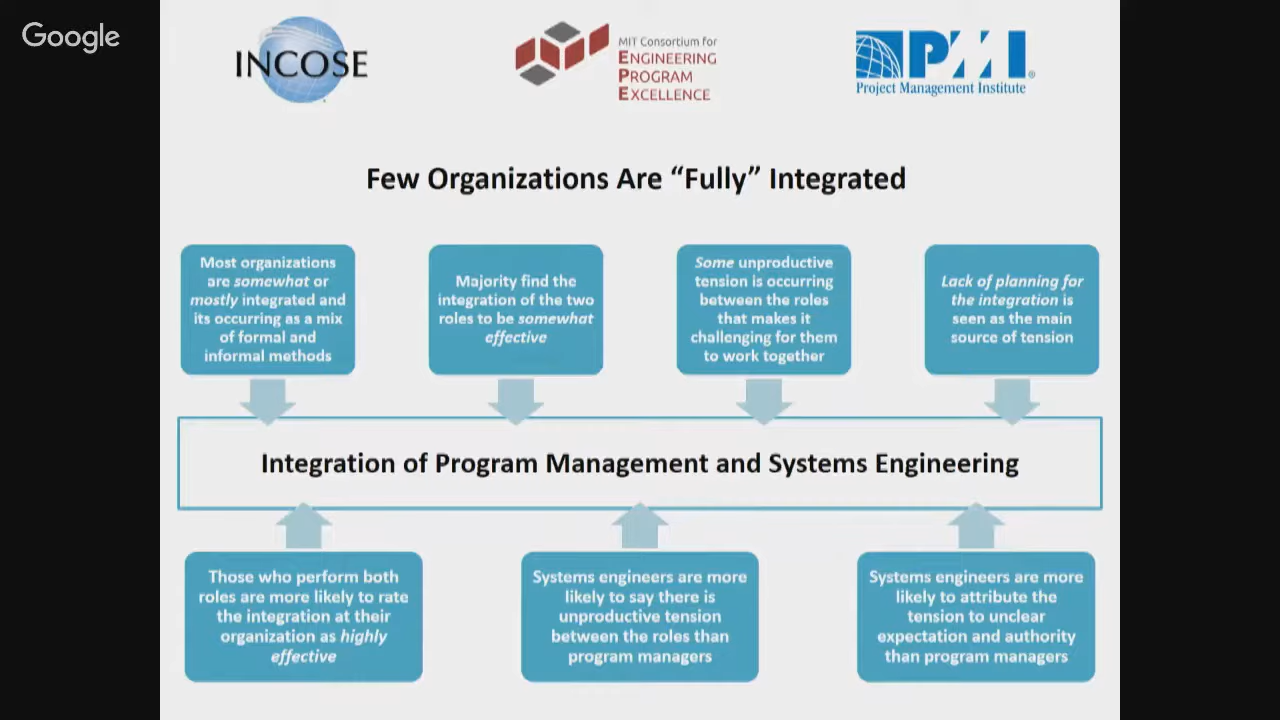 Google
INCOSE
MIT Consortium for
ENGINEERING
PROGRAM
EXCELLENCE
PMI®
Project Management Institute
Few Organizations Are “Fully” Integrated
Most organizations
are somewhat or
mostly integrated and
its occurring as a mix
of formal and
informal methods
Majority find the
integration of the two
roles to be somewhat
effective
Some unproductive
tension is occurring
between the roles
that makes it
challenging for them
to work together
Lack of planning for
the integration is
seen as the main
source of tension
Integration of Program Management and Systems Engineering
Those who perform both
roles are more likely to rate
the integration at their
organization as highly
effective
Systems engineers are more
likely to say there is
unproductive tension
between the roles than
program managers
Systems engineers are more
likely to attribute the
tension to unclear
expectation and authority
than program managers